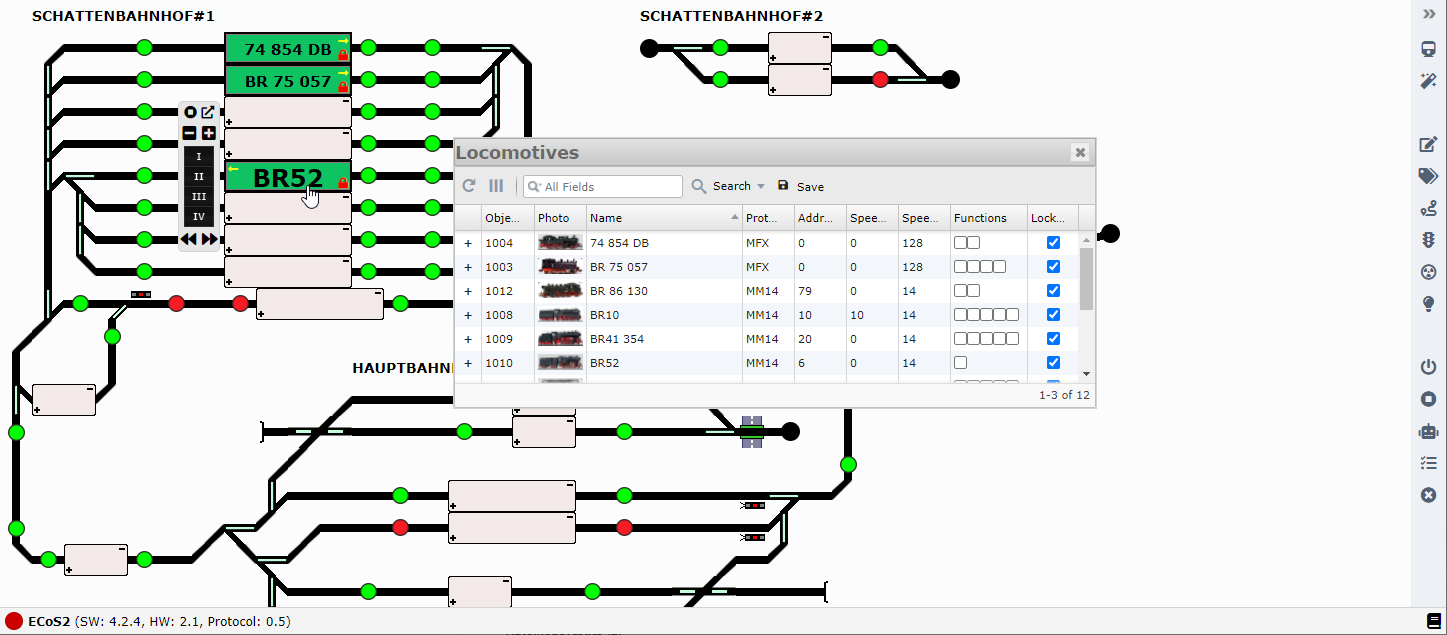 SCHATTENBAHNHOF#1
SCHATTENBAHNHOF#2
74 854 DB
BR 75 057
I
II
III
IV
BR52
HAUPTBAHN
Locomotives
All Fields
Search
Save
Obje... Photo Name Prot... Addr... Spee... Spee... Functions Lock...
+ 1004 74 854 DB MFX 0 0 128
+ 1003 BR 75 057 MFX 0 0 128
+ 1012 BR 86 130 MM14 79 0 14
+ 1008 BR10 MM14 10 10 14
+ 1009 BR41 354 MM14 20 0 14
+ 1010 BR52 MM14 6 0 14
1-3 of 12
ECoS2 (SW: 4.2.4, HW: 2.1, Protocol: 0.5)